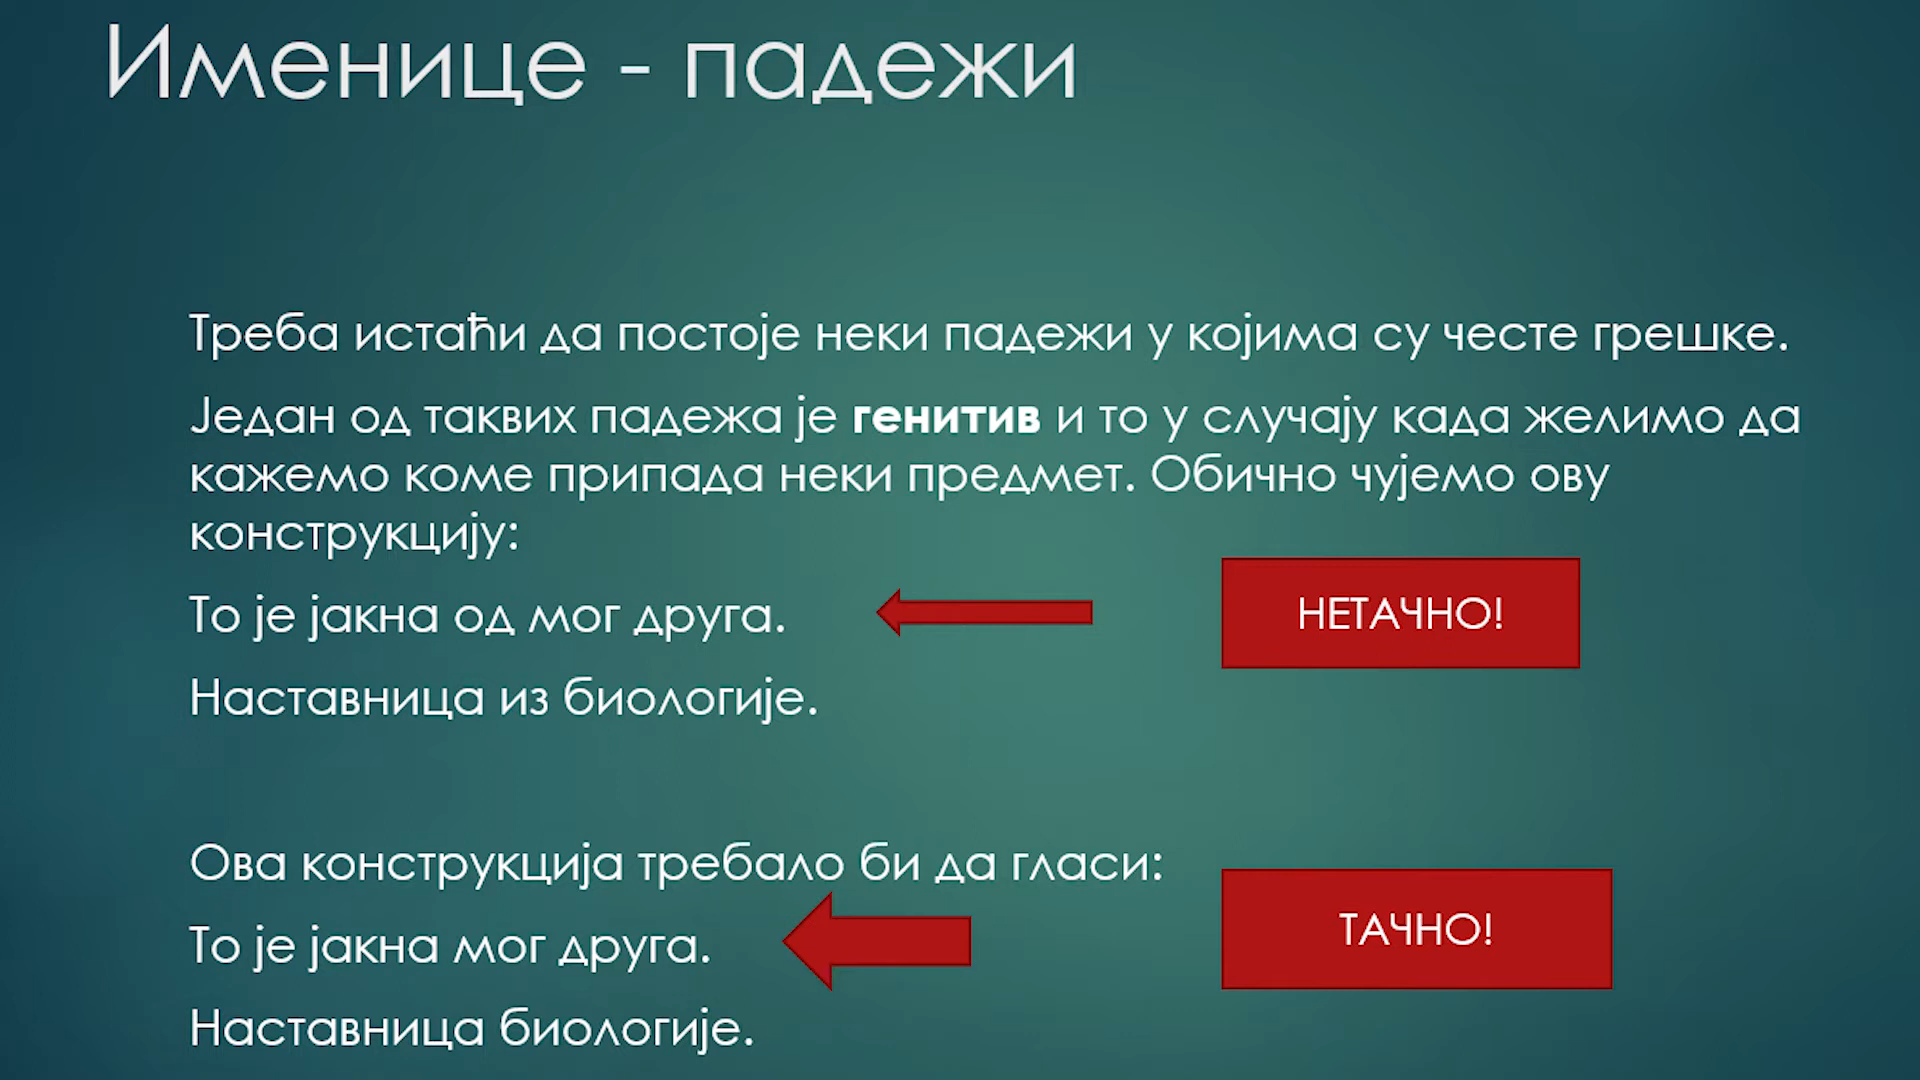 Именице - падежи
Треба истаћи да постоје неки падежи у којима су честе грешке.
Један од таквих падежа је генитив и то у случају када желимо да
кажемо коме припада неки предмет. Обично чујемо ову
конструкцију:
То је јакна од мог друга.
НЕТАЧНО!
Наставница из биологије.
Ова конструкција требало би да гласи:
То је јакна мог друга.
ТАЧНО!
Наставница биологије.